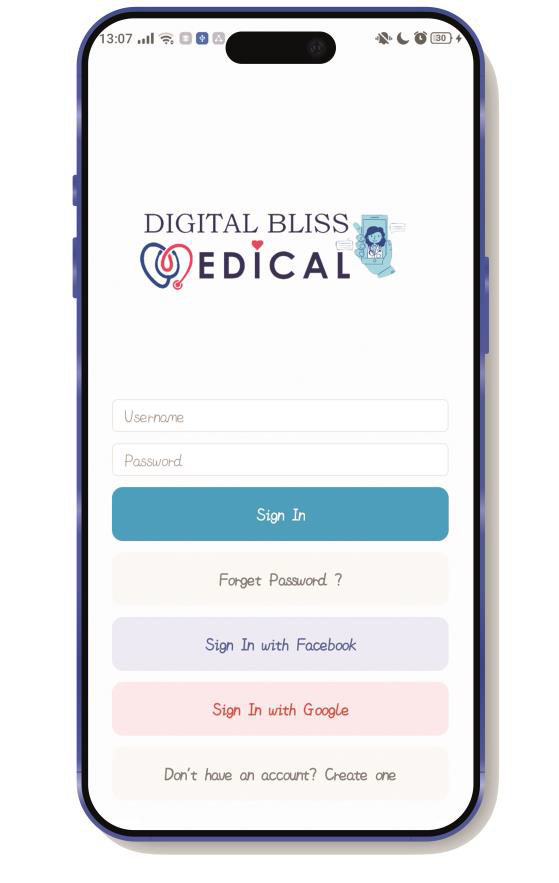 13:07
30
DIGITAL BLISS
MEDICAL
Username
Password
Sign In
Forget Password ?
Sign In with Facebook
Sign In with Google
Don't have an account? Create one